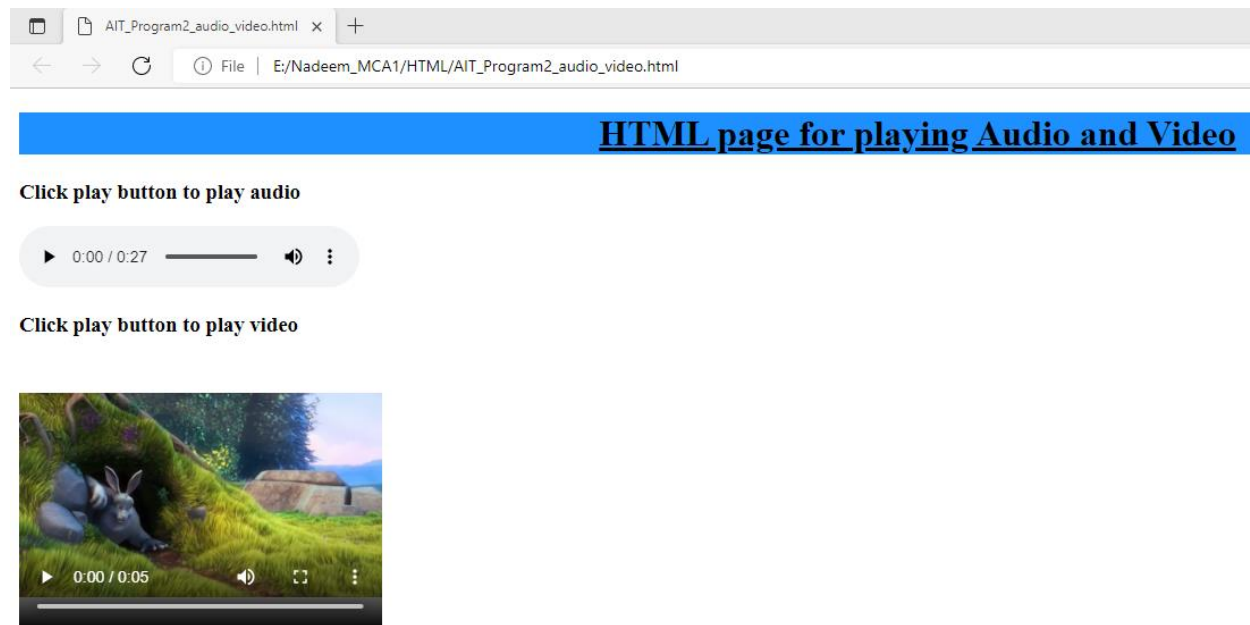 AIT_Program2_audio_video.html
File | E:/Nadeem_MCA1/HTML/AIT_Program2_audio_video.html
HTML page for playing Audio and Video
Click play button to play audio
0:00 / 0:27
Click play button to play video
0:00 / 0:05